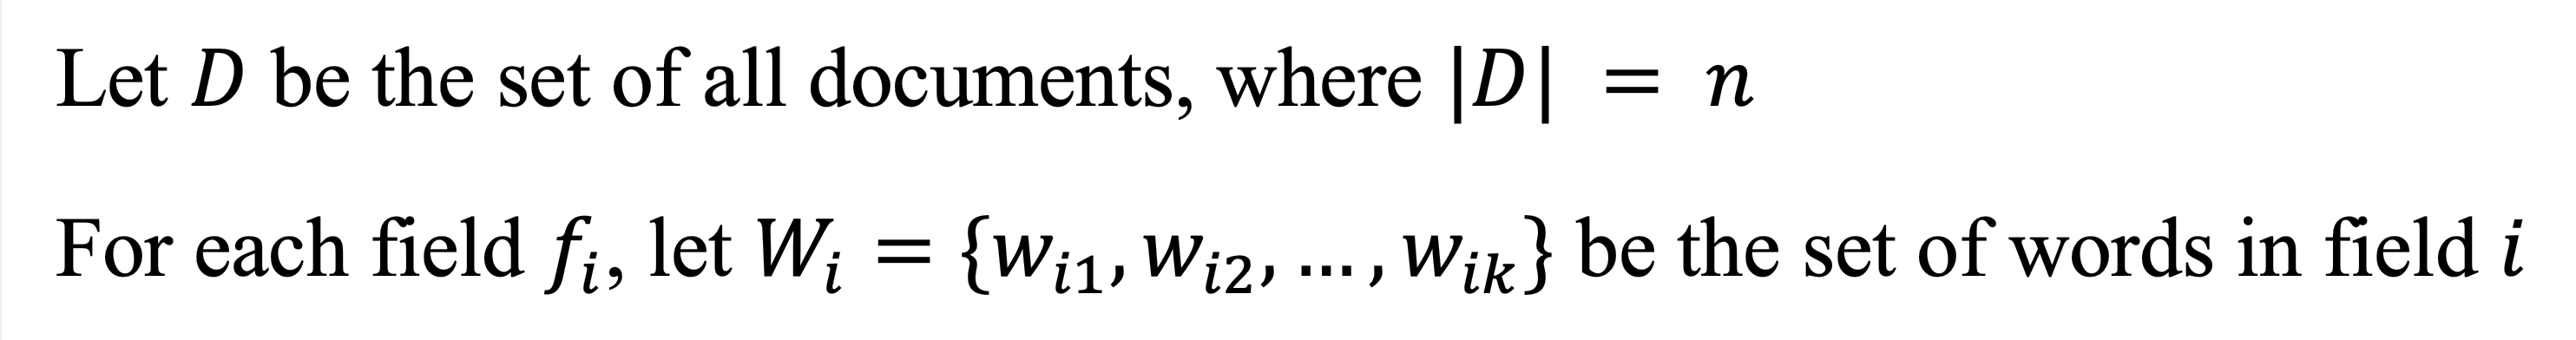 Let D be the set of all documents, where |D| = n
For each field fᵢ, let Wᵢ = {wᵢ₁, wᵢ₂, … , wᵢₖ} be the set of words in field i